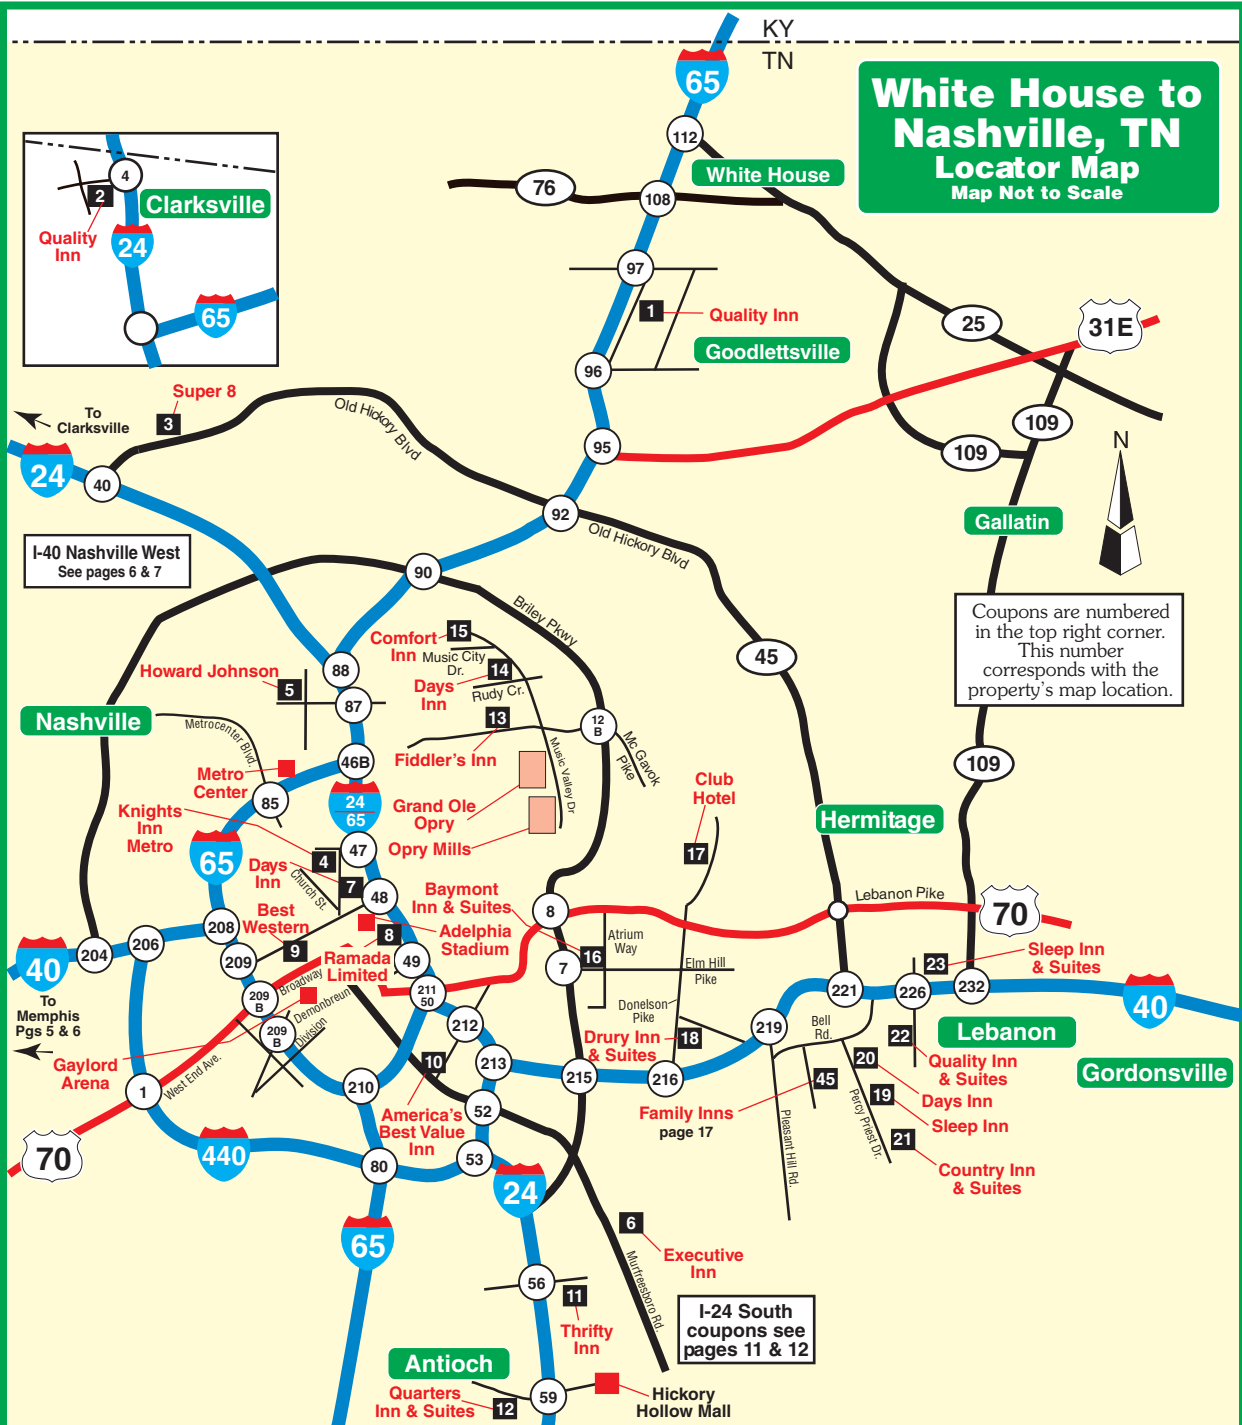 KY
TN
65
White House to
Nashville, TN
Locator Map
Map Not to Scale
112
White House
76
108
4
2
Clarksville
Quality
Inn
24
65
97
1
Quality Inn
25
31E
Goodlettsville
96
Super 8
3
To
Clarksville
Old Hickory Blvd
109
109
N
95
24
40
92
Old Hickory Blvd
Gallatin
I-40 Nashville West
See pages 6 & 7
90
Briley Pkwy
Coupons are numbered
in the top right corner.
This number
corresponds with the
property's map location.
Comfort
Inn
15
Music City
Dr.
45
88
Howard Johnson
5
Days
Inn
14
Rudy Cr.
87
13
12
B
Nashville
Metrocenter Blvd.
Fiddler's Inn
Mc Gavok
Pike
Music Valley Dr
46B
109
Metro
Center
85
24
65
Grand Ole
Opry
Club
Hotel
Knights
Inn
Metro
Opry Mills
Hermitage
65
47
4
17
Days
Inn
7
Church St.
48
Baymont
Inn & Suites
Lebanon Pike
70
8
Best
Western
208
Adelphia
Stadium
Atrium
Way
8
9
206
204
40
209
Ramada
Limited
49
16
7
Elm Hill
Pike
23
Sleep Inn
& Suites
Broadway
209
B
211
50
221
226
232
40
To
Memphis
Pgs 5 & 6
Demonbreun
Division
209
B
212
Donelson
Pike
219
Bell
Rd.
Drury Inn
& Suites
18
22
Lebanon
Gaylord
Arena
10
213
20
Quality Inn
& Suites
Gordonsville
1
West End Ave.
210
215
216
45
19
Days Inn
America's
Best Value
Inn
52
Family Inns
page 17
Sleep Inn
Pleasant Hill Rd.
Percy Priest Dr.
21
Country Inn
& Suites
70
440
80
53
24
65
6
Executive
Inn
Murfreesboro Rd.
56
11
Thrifty
Inn
I-24 South
coupons see
pages 11 & 12
Antioch
Quarters
Inn & Suites
12
59
Hickory
Hollow Mall